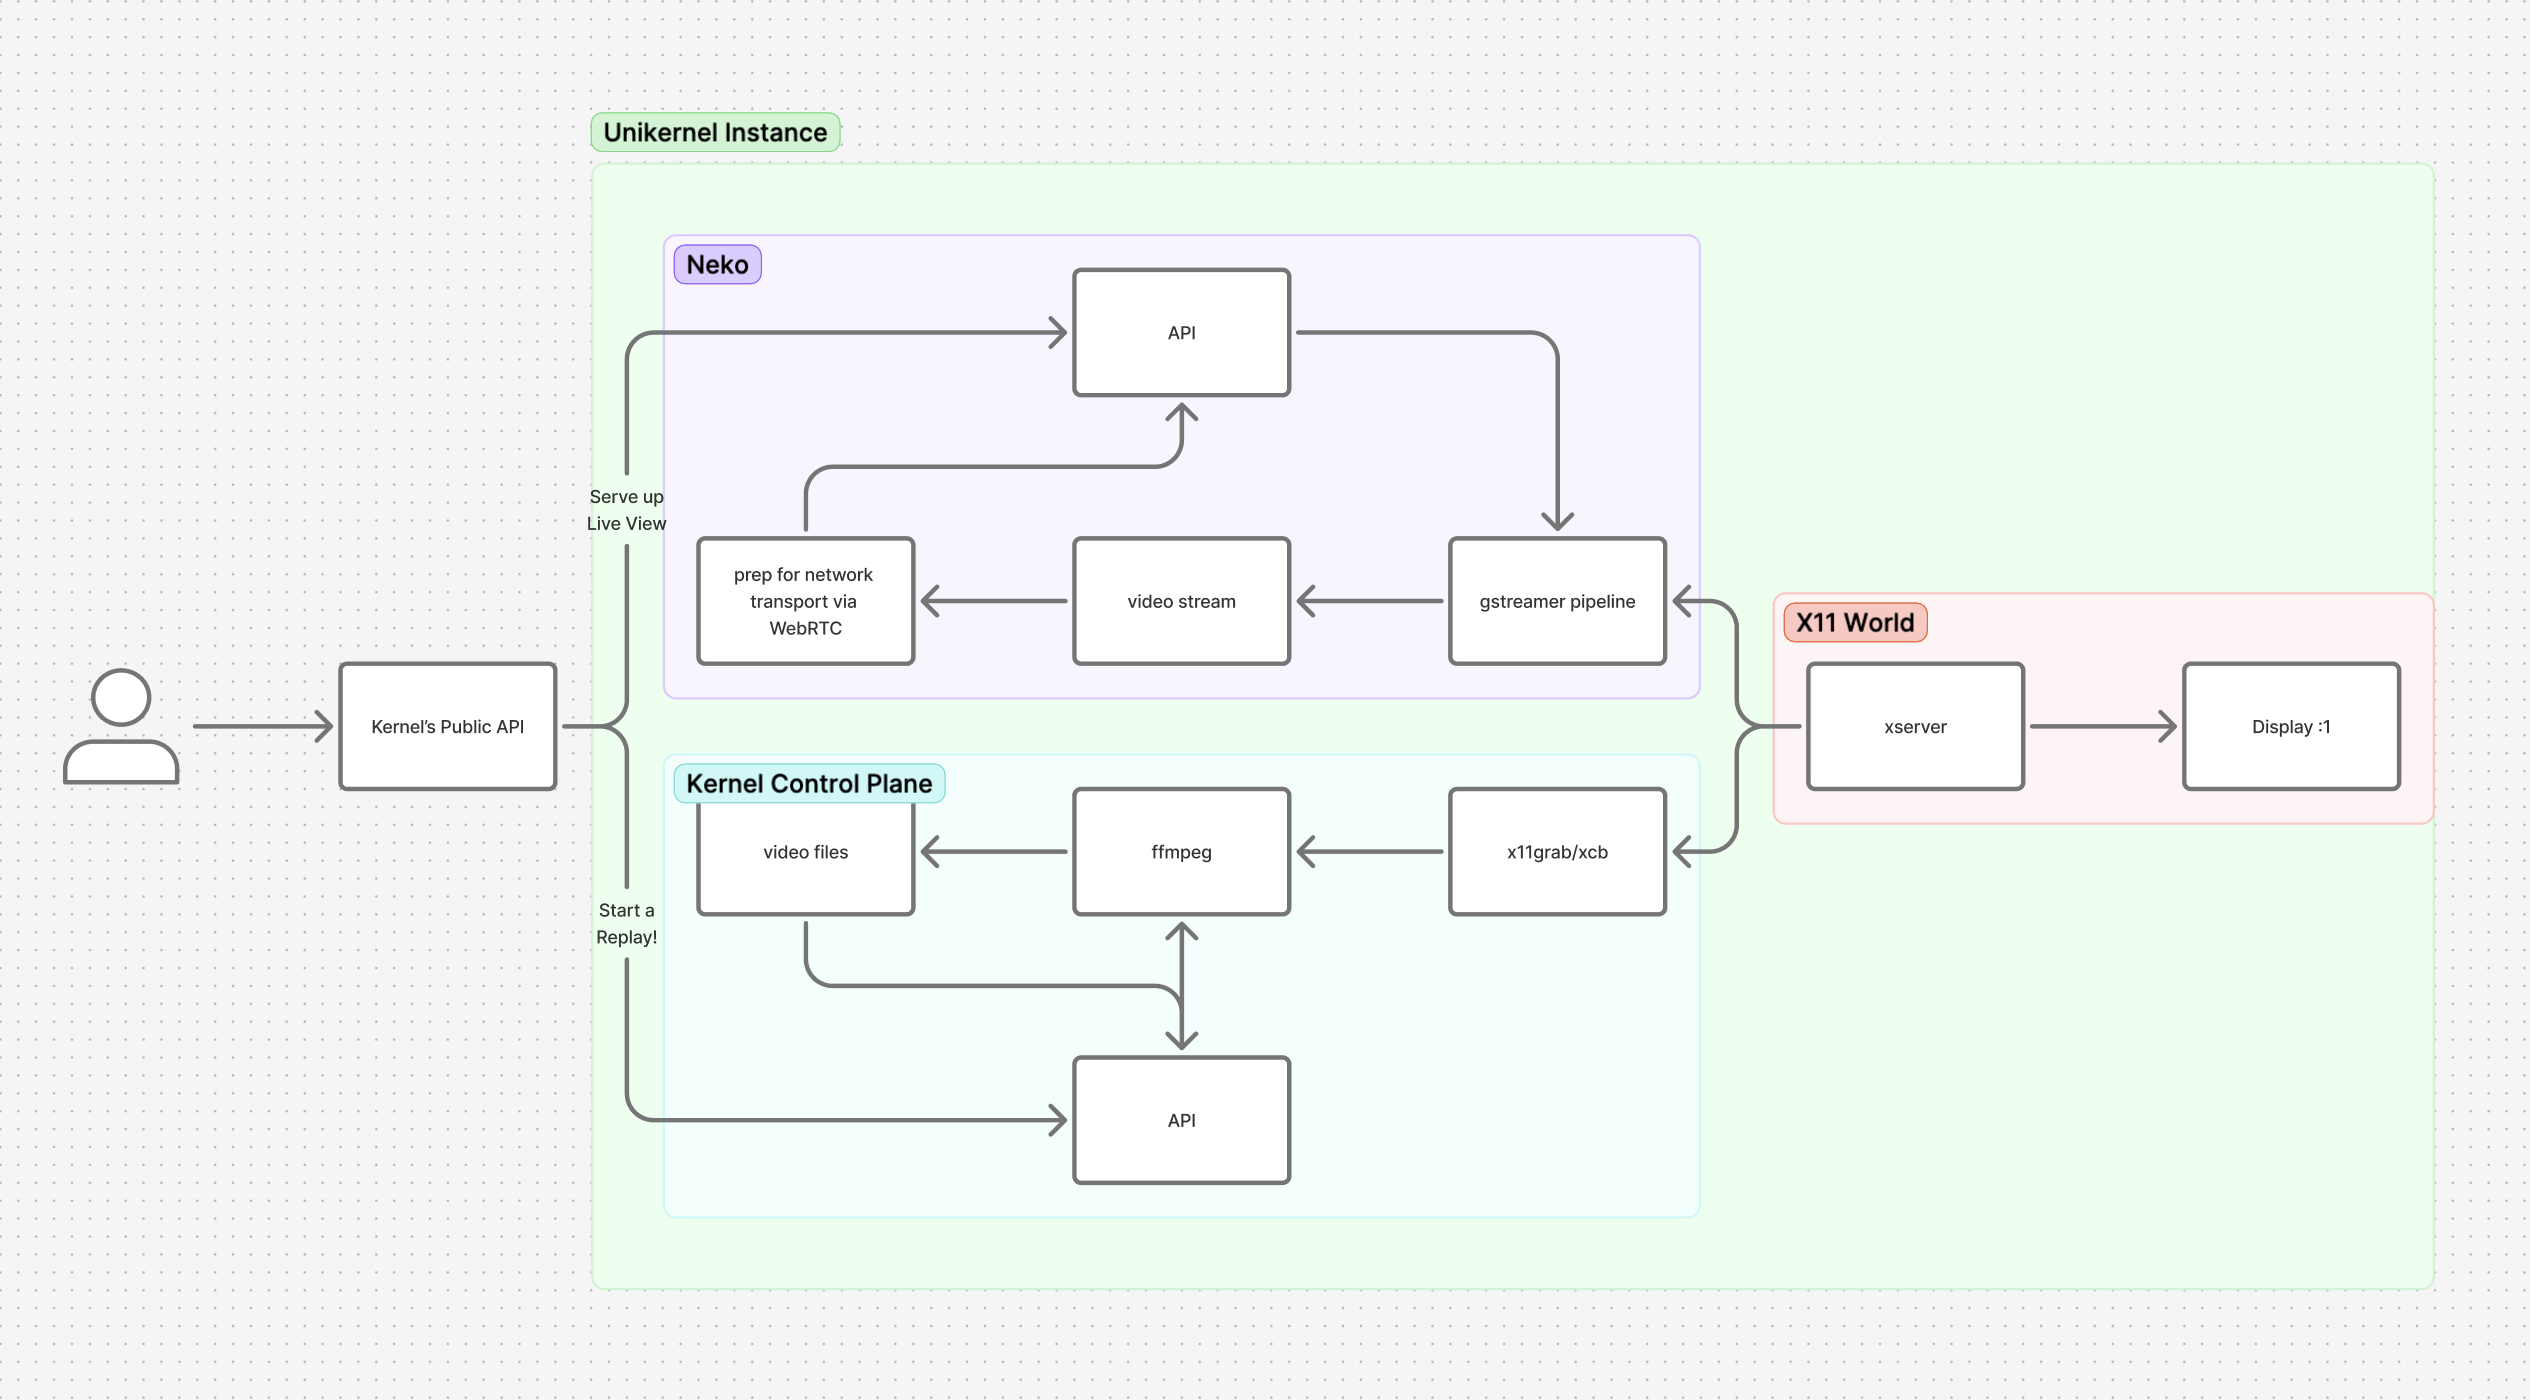 Unikernel Instance
Neko
API
Serve up
Live View
prep for network
transport via
WebRTC
video stream
gstreamer pipeline
X11 World
Kernel's Public API
xserver
Display :1
Kernel Control Plane
video files
ffmpeg
x11grab/xcb
Start a
Replay!
API